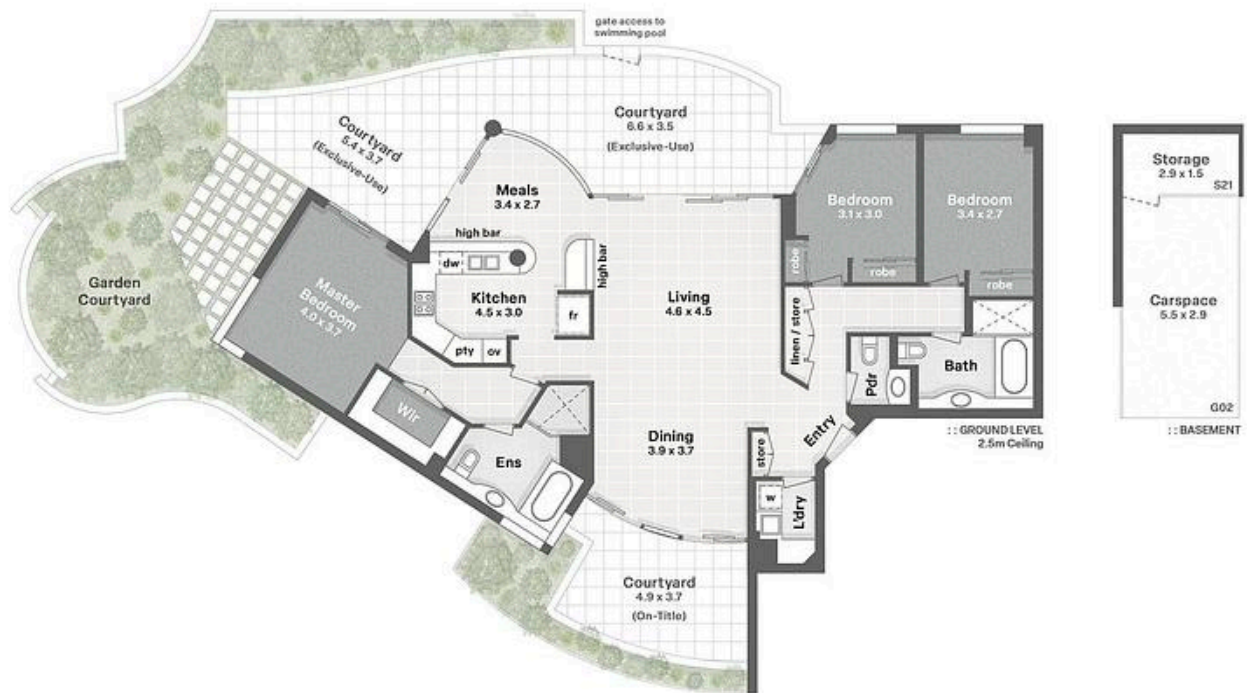 gate access to
swimming pool
Courtyard
6.6 x 3.5
(Exclusive-Use)
Courtyard
5.4 x 3.7
(Exclusive-Use)
Meals
3.4 x 2.7
high bar
high bar
dw
Kitchen
4.5 x 3.0
fr
pty
ov
Garden
Courtyard
Master
Bedroom
4.0 x 3.7
Wir
Ens
Living
4.6 x 4.5
Dining
3.9 x 3.7
Bedroom
3.1 x 3.0
robe
robe
Bedroom
3.4 x 2.7
robe
linen / store
Pdr
Bath
Entry
store
w
L'dry
Courtyard
4.9 x 3.7
(On-Title)
:: GROUND LEVEL
2.5m Ceiling
Storage
2.9 x 1.5
S21
Carspace
5.5 x 2.9
G02
:: BASEMENT